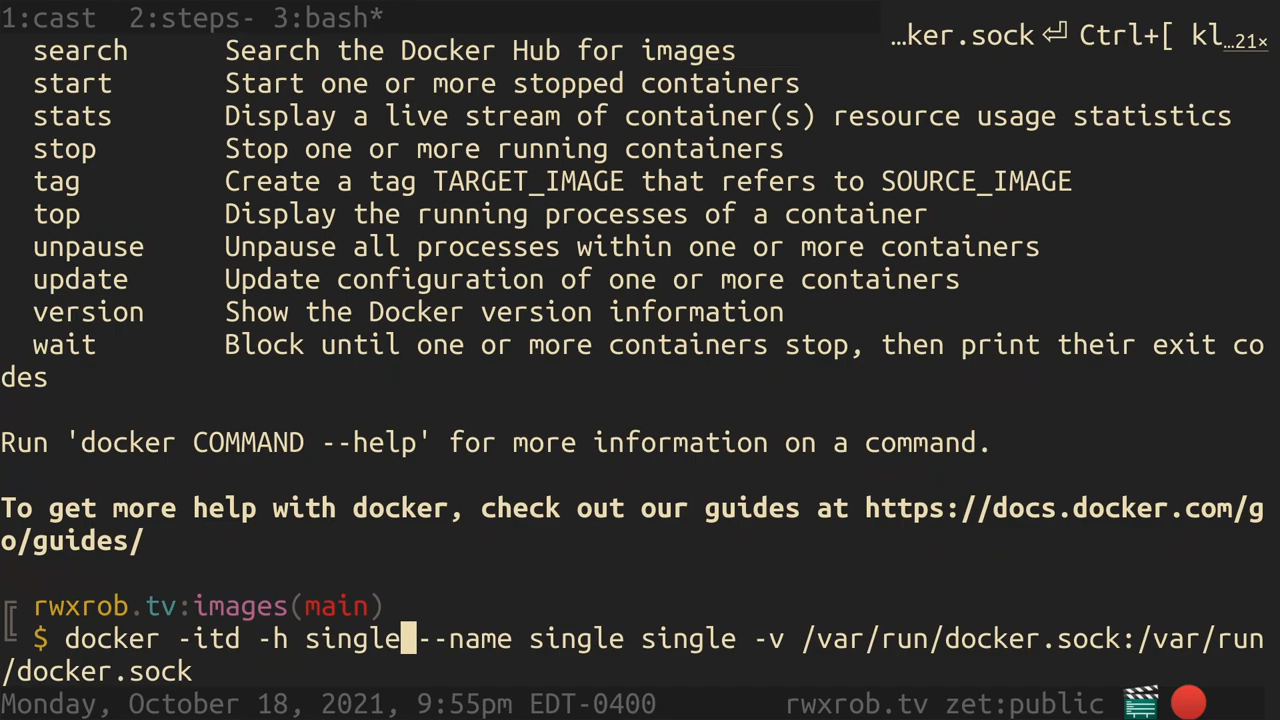 1:cast  2:steps- 3:bash*
…ker.sock⏎ Ctrl+[ kl…21×
search      Search the Docker Hub for images
start       Start one or more stopped containers
stats       Display a live stream of container(s) resource usage statistics
stop        Stop one or more running containers
tag         Create a tag TARGET_IMAGE that refers to SOURCE_IMAGE
top         Display the running processes of a container
unpause     Unpause all processes within one or more containers
update      Update configuration of one or more containers
version     Show the Docker version information
wait        Block until one or more containers stop, then print their exit co
des
Run 'docker COMMAND --help' for more information on a command.
To get more help with docker, check out our guides at https://docs.docker.com/g
o/guides/
rwxrob.tv:images(main)
$ docker -itd -h single --name single single -v /var/run/docker.sock:/var/run
/docker.sock
Monday, October 18, 2021, 9:55pm EDT-0400
rwxrob.tv zet:public 🎬 🔴